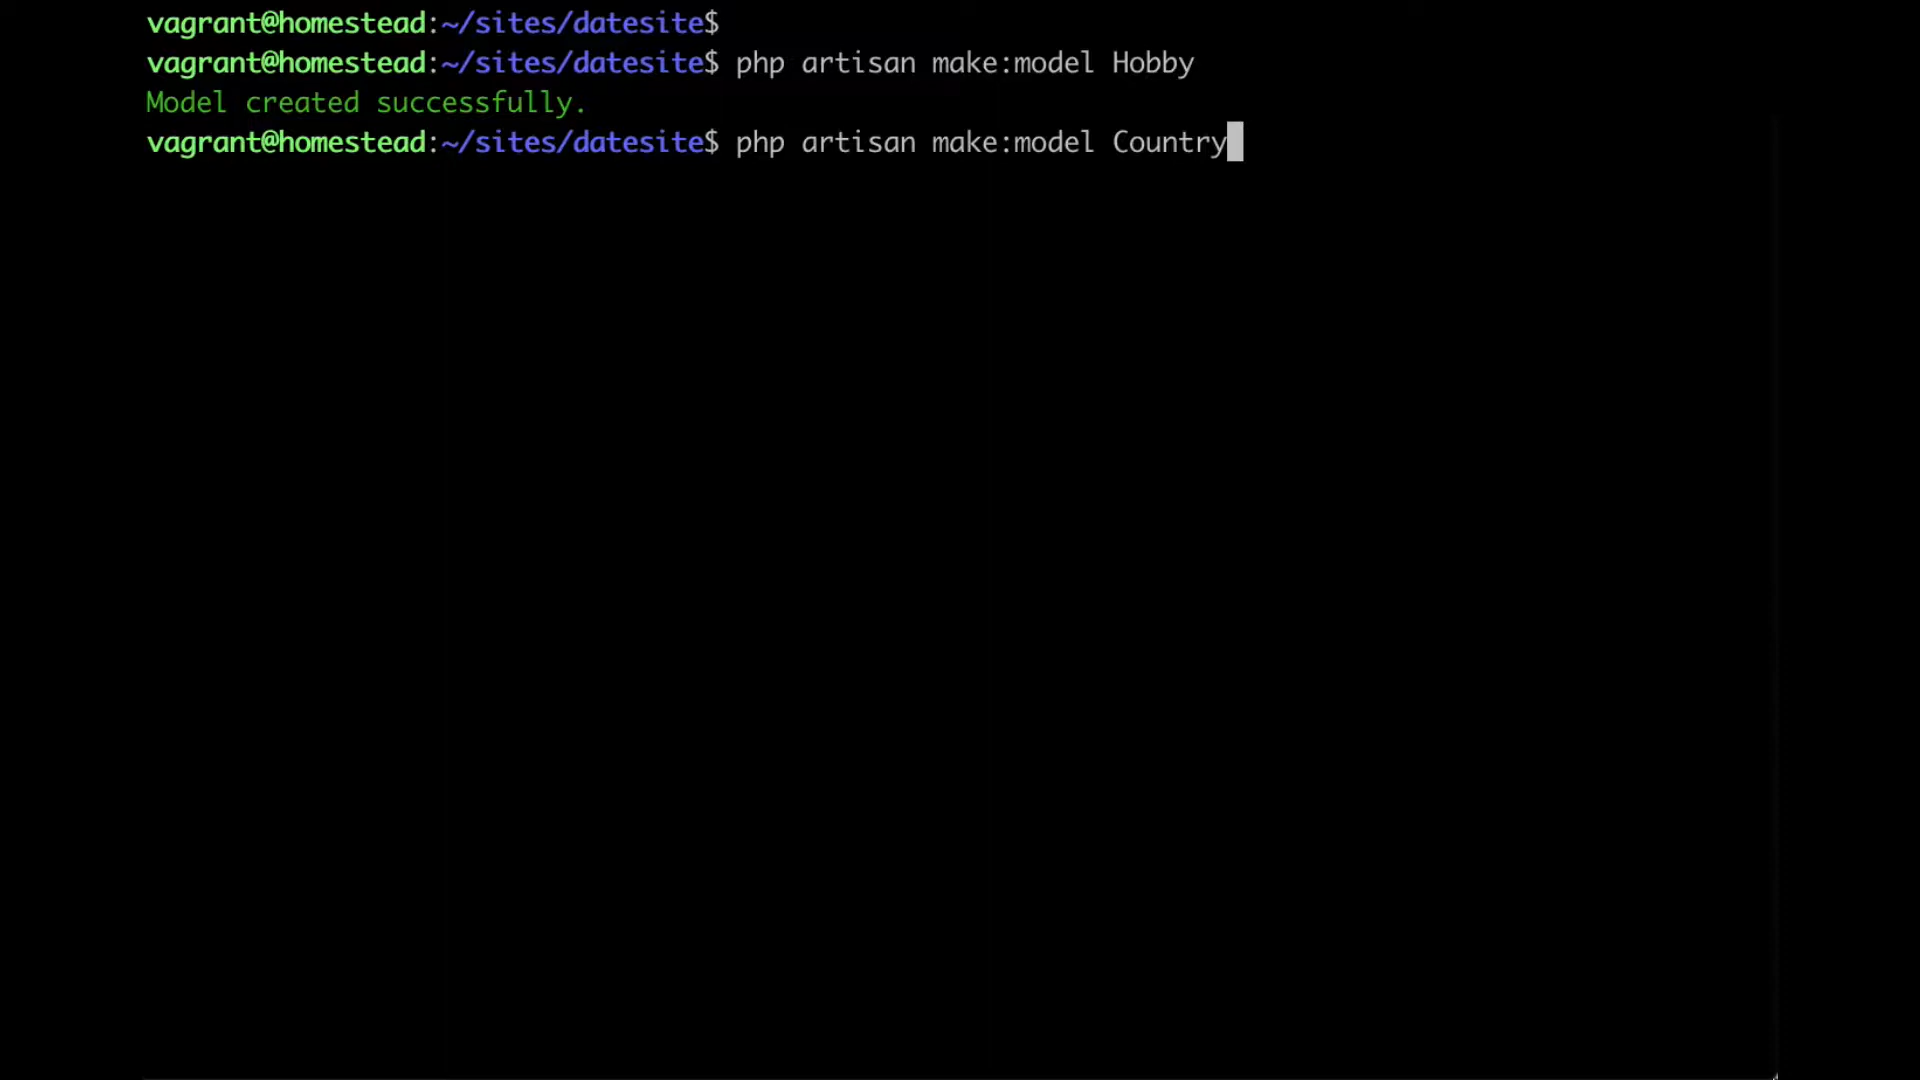 vagrant@homestead:~/sites/datesite$
vagrant@homestead:~/sites/datesite$ php artisan make:model Hobby
Model created successfully.
vagrant@homestead:~/sites/datesite$ php artisan make:model Country